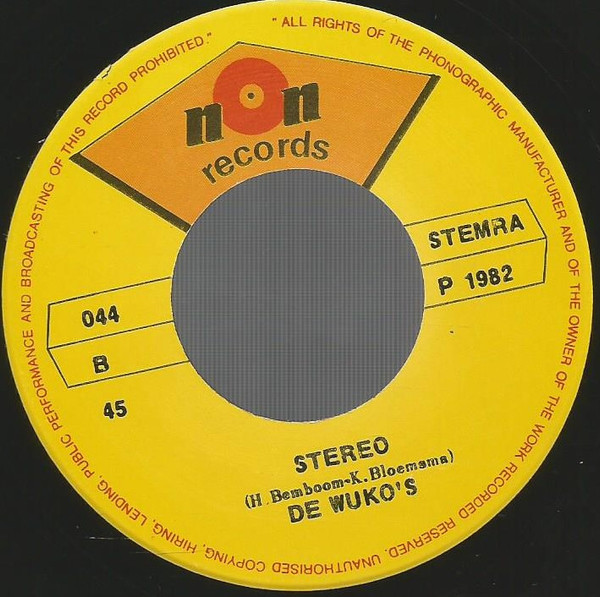 "ALL RIGHTS OF THE PHONOGRAPHIC MANUFACTURER AND OF THE OWNER OF THE WORK RECORDED RESERVED. UNAUTHORISED COPYING, HIRING, LENDING, PUBLIC PERFORMANCE AND BROADCASTING OF THIS RECORD PROHIBITED."
non
records
STEMRA
P 1982
044
B
45
STEREO
(H. Bemboom-K. Bloemsma)
DE WUKO'S